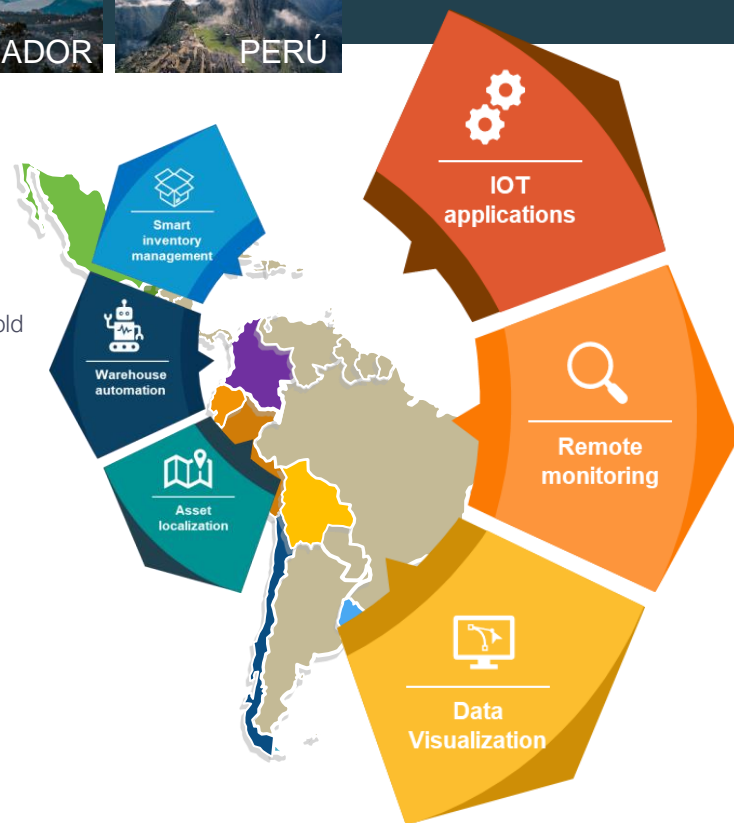 ADOR
PERÚ
IOT
applications
Smart
inventory
management
old
Warehouse
automation
Remote
monitoring
Asset
localization
Data
Visualization